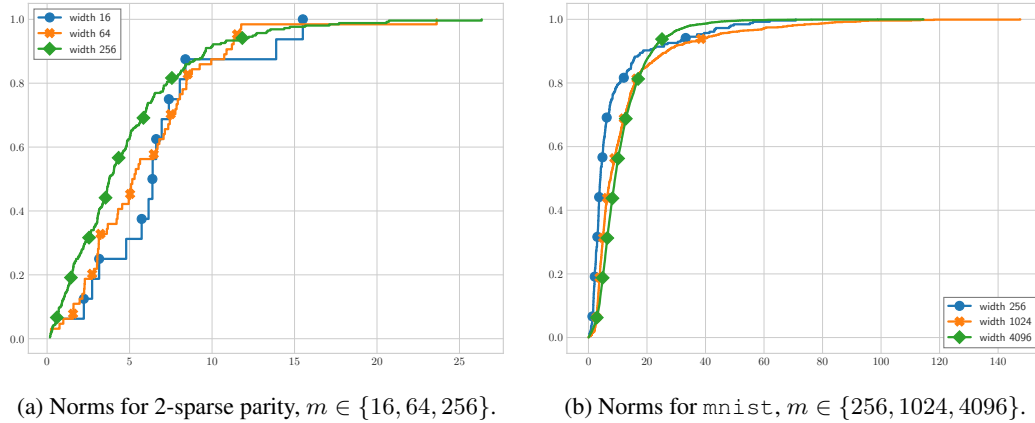 width 16
width 64
width 256
1.0
0.8
0.6
0.4
0.2
0.0
0 5 10 15 20 25
(a) Norms for 2-sparse parity, m ∈ {16, 64, 256}.
1.0
0.8
0.6
0.4
0.2
0.0
width 256
width 1024
width 4096
0 20 40 60 80 100 120 140
(b) Norms for mnist, m ∈ {256, 1024, 4096}.